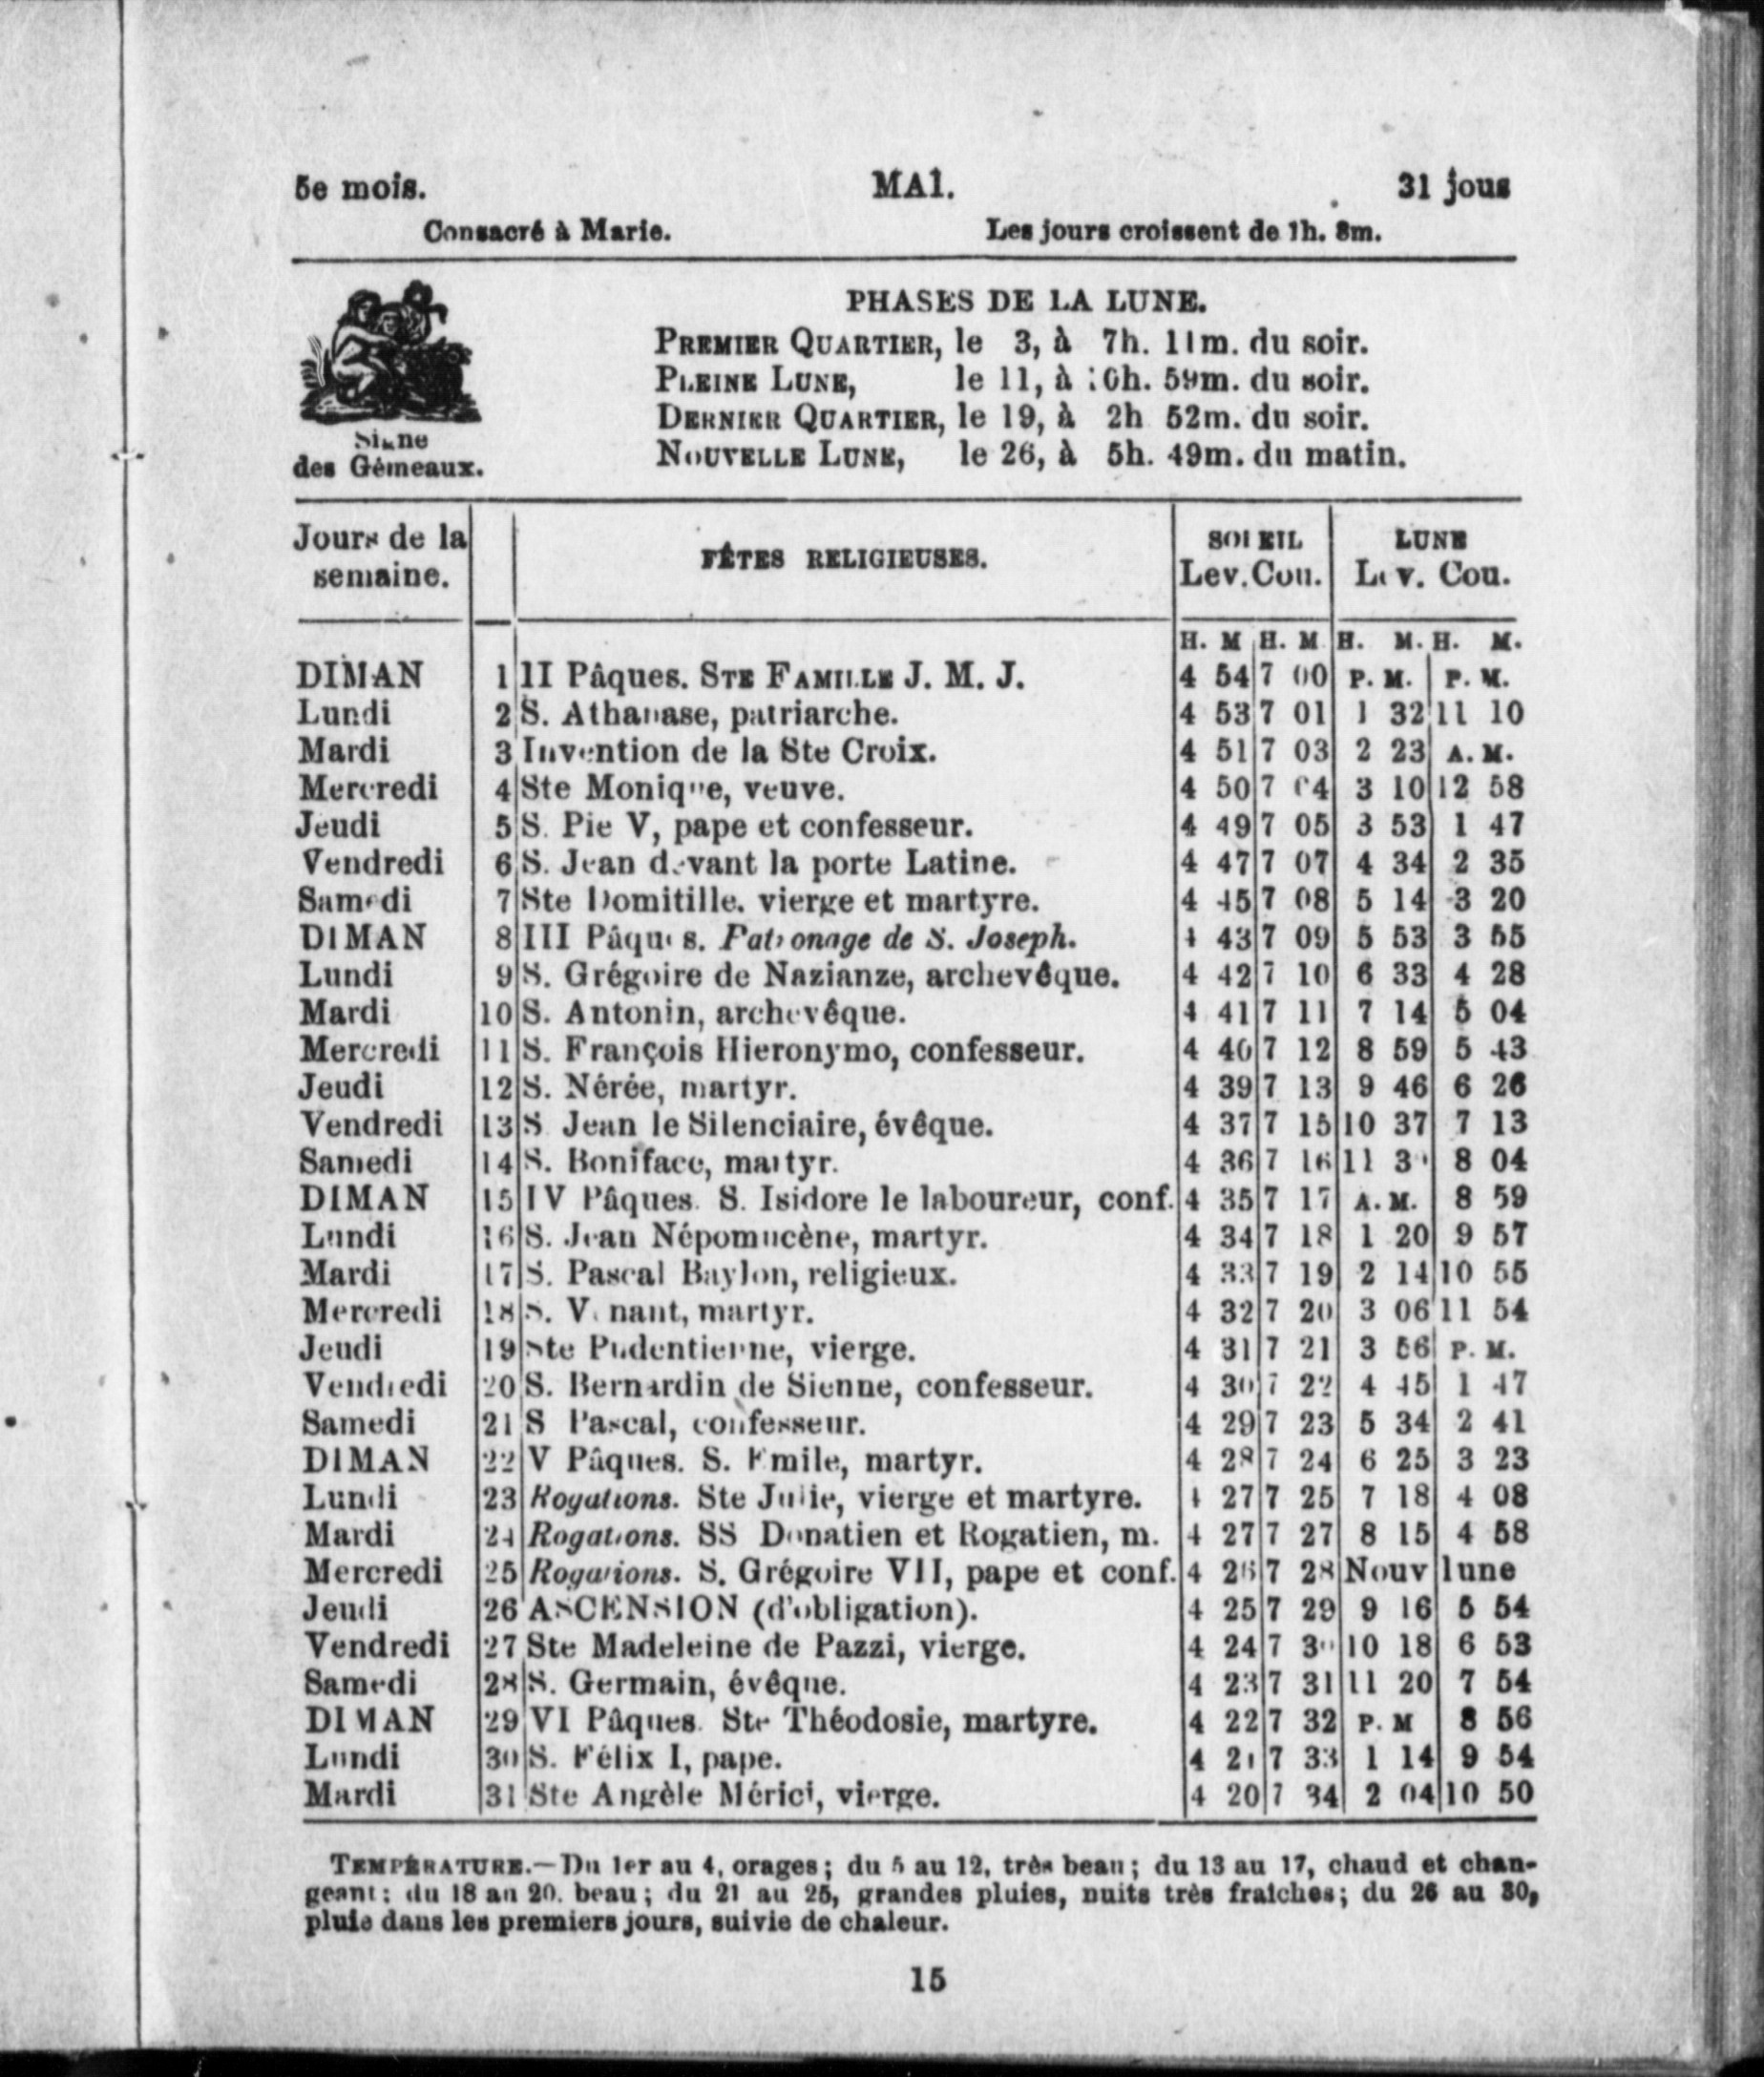 5e mois. MAI. 31 jous
Consacré à Marie. Les jours croissent de 1h. 8m.
PHASES DE LA LUNE.
PREMIER QUARTIER, le 3, à 7h. 11m. du soir.
PLEINE LUNE, le 11, à 10h. 59m. du soir.
DERNIER QUARTIER, le 19, à 2h 52m. du soir.
NOUVELLE LUNE, le 26, à 5h. 49m. du matin.
Signe
des Gémeaux.
Jours de la semaine. FÊTES RELIGIEUSES. SOLEIL LUNE
Lev. Cou. Lev. Cou.
H. M H. M H. M. H. M.
DIMAN 1 II Pâques. STE FAMILLE J. M. J. 4 54 7 00 P. M. P. M.
Lundi 2 S. Athanase, patriarche. 4 53 7 01 1 32 11 10
Mardi 3 Invention de la Ste Croix. 4 51 7 03 2 23 A. M.
Mercredi 4 Ste Monique, veuve. 4 50 7 04 3 10 12 58
Jeudi 5 S. Pie V, pape et confesseur. 4 49 7 05 3 53 1 47
Vendredi 6 S. Jean devant la porte Latine. 4 47 7 07 4 34 2 35
Samedi 7 Ste Domitille. vierge et martyre. 4 45 7 08 5 14 3 20
DIMAN 8 III Pâques. Patronage de S. Joseph. 4 43 7 09 5 53 3 55
Lundi 9 S. Grégoire de Nazianze, archevêque. 4 42 7 10 6 33 4 28
Mardi 10 S. Antonin, archevêque. 4 41 7 11 7 14 5 04
Mercredi 11 S. François Hieronymo, confesseur. 4 40 7 12 8 59 5 43
Jeudi 12 S. Nérée, martyr. 4 39 7 13 9 46 6 26
Vendredi 13 S Jean le Silenciaire, évêque. 4 37 7 15 10 37 7 13
Samedi 14 S. Boniface, martyr. 4 36 7 16 11 8 04
DIMAN 15 IV Pâques. S. Isidore le laboureur, conf. 4 35 7 17 A. M. 8 59
Lundi 16 S. Jean Népomucène, martyr. 4 34 7 18 1 20 9 57
Mardi 17 S. Pascal Baylon, religieux. 4 33 7 19 2 14 10 55
Mercredi 18 S. Venant, martyr. 4 32 7 20 3 06 11 54
Jeudi 19 Ste Pudentienne, vierge. 4 31 7 21 3 56 P. M.
Vendredi 20 S. Bernardin de Sienne, confesseur. 4 30 7 22 4 45 1 47
Samedi 21 S Pascal, confesseur. 4 29 7 23 5 34 2 41
DIMAN 22 V Pâques. S. Emile, martyr. 4 28 7 24 6 25 3 23
Lundi 23 Rogations. Ste Julie, vierge et martyre. 4 27 7 25 7 18 4 08
Mardi 24 Rogations. SS Donatien et Rogatien, m. 4 27 7 27 8 15 4 58
Mercredi 25 Rogations. S. Grégoire VII, pape et conf. 4 26 7 28 Nouv lune
Jeudi 26 ASCENSION (d'obligation). 4 25 7 29 9 16 5 54
Vendredi 27 Ste Madeleine de Pazzi, vierge. 4 24 7 30 10 18 6 53
Samedi 28 S. Germain, évêque. 4 23 7 31 11 20 7 54
DIMAN 29 VI Pâques. Ste Théodosie, martyre. 4 22 7 32 P. M 8 56
Lundi 30 S. Félix I, pape. 4 21 7 33 1 14 9 54
Mardi 31 Ste Angèle Mérici, vierge. 4 20 7 34 2 04 10 50
TEMPÉRATURE.—Du 1er au 4, orages; du 5 au 12, très beau; du 13 au 17, chaud et chan-
geant; du 18 au 20. beau; du 21 au 25, grandes pluies, nuits très fraiches; du 26 au 30,
pluie dans les premiers jours, suivie de chaleur.
15